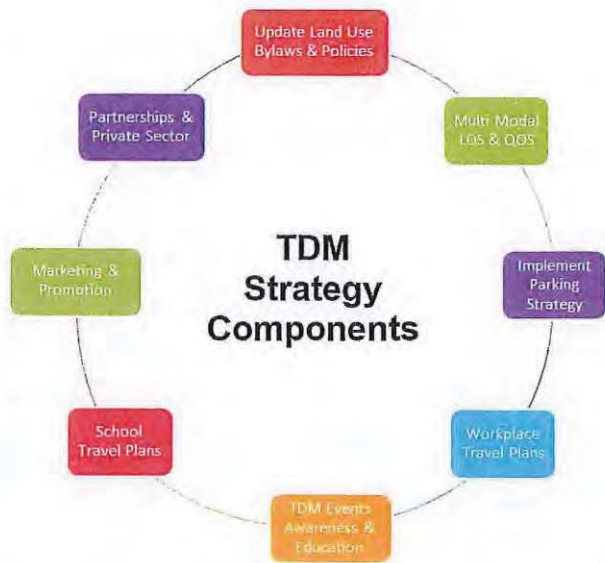 Update Land Use
Bylaws & Policies
Partnerships &
Private Sector
Multi Modal
LOS & QOS
TDM
Strategy
Components
Marketing &
Promotion
Implement
Parking
Strategy
School
Travel Plans
Workplace
Travel Plans
TDM Events
Awareness &
Education